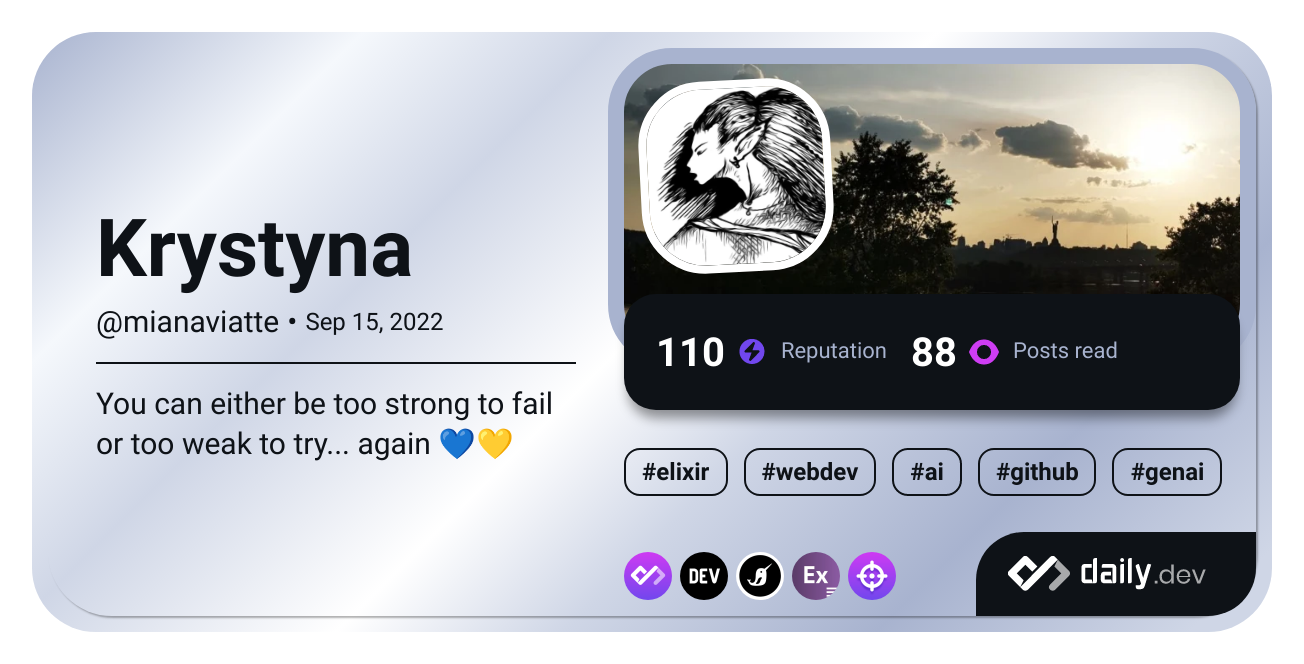 Krystyna
@mianaviatte • Sep 15, 2022
You can either be too strong to fail
or too weak to try... again 💙💛
110 Reputation 88 Posts read
#elixir #webdev #ai #github #genai
DEV Ex
daily.dev